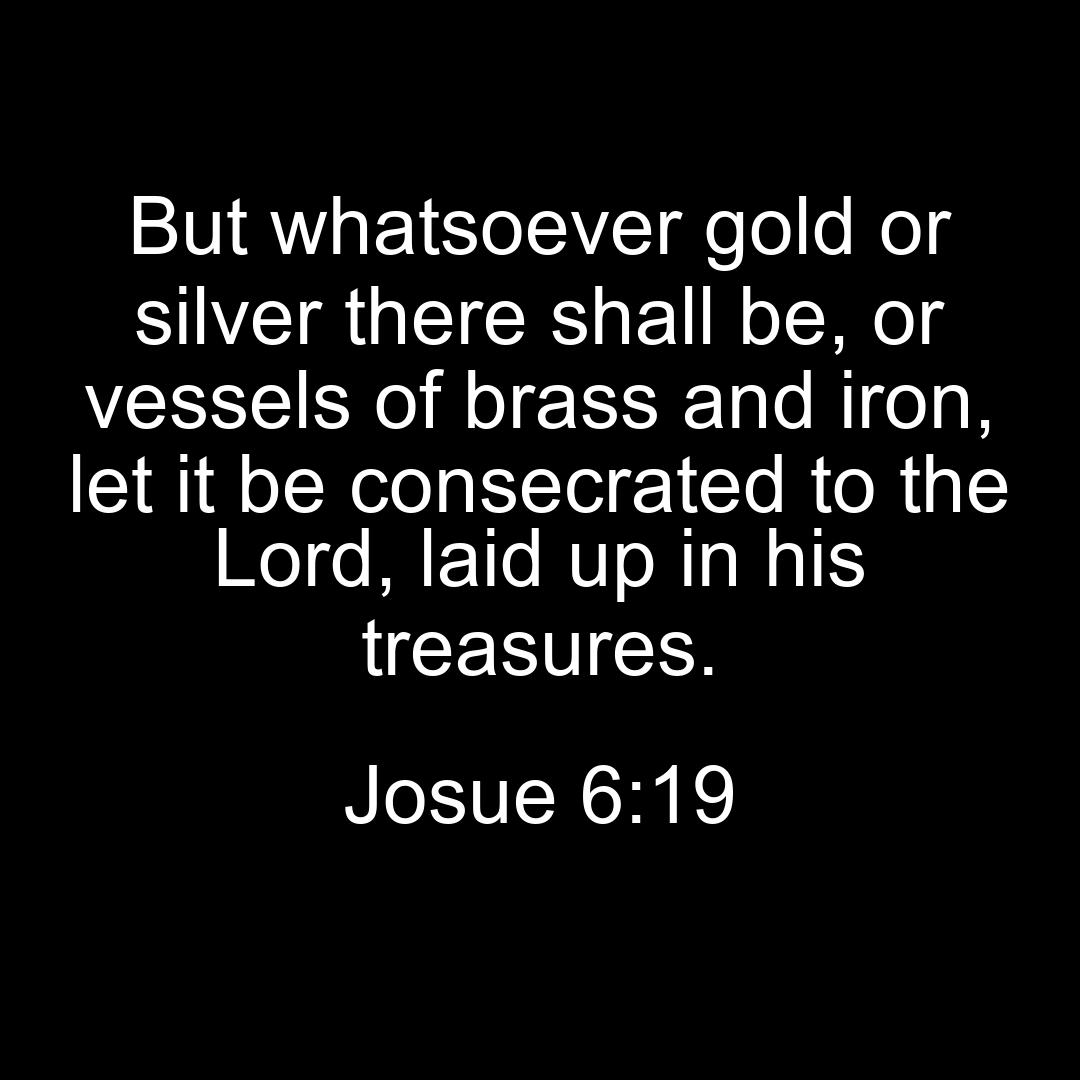 But whatsoever gold or
silver there shall be, or
vessels of brass and iron,
let it be consecrated to the
Lord, laid up in his
treasures.
Josue 6:19